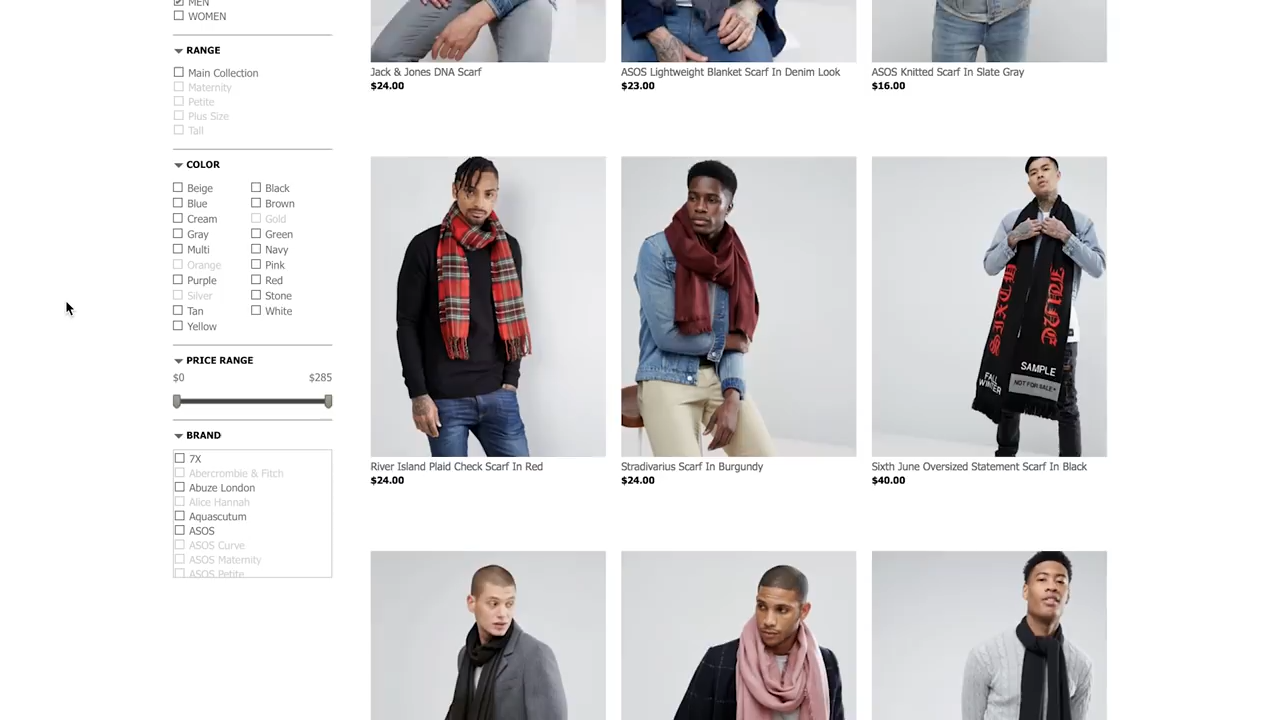 MEN
WOMEN
RANGE
Main Collection
Maternity
Petite
Plus Size
Tall
COLOR
Beige Black
Blue Brown
Cream Gold
Gray Green
Multi Navy
Orange Pink
Purple Red
Silver Stone
Tan White
Yellow
PRICE RANGE
$0 $285
BRAND
7X
Abercrombie & Fitch
Abuze London
Alice Hannah
Aquascutum
ASOS
ASOS Curve
ASOS Maternity
ASOS Petite
Jack & Jones DNA Scarf
$24.00
ASOS Lightweight Blanket Scarf In Denim Look
$23.00
ASOS Knitted Scarf In Slate Gray
$16.00
River Island Plaid Check Scarf In Red
$24.00
Stradivarius Scarf In Burgundy
$24.00
SAMPLE
FALL
WINTER
NOT FOR SALE*
Sixth June Oversized Statement Scarf In Black
$40.00